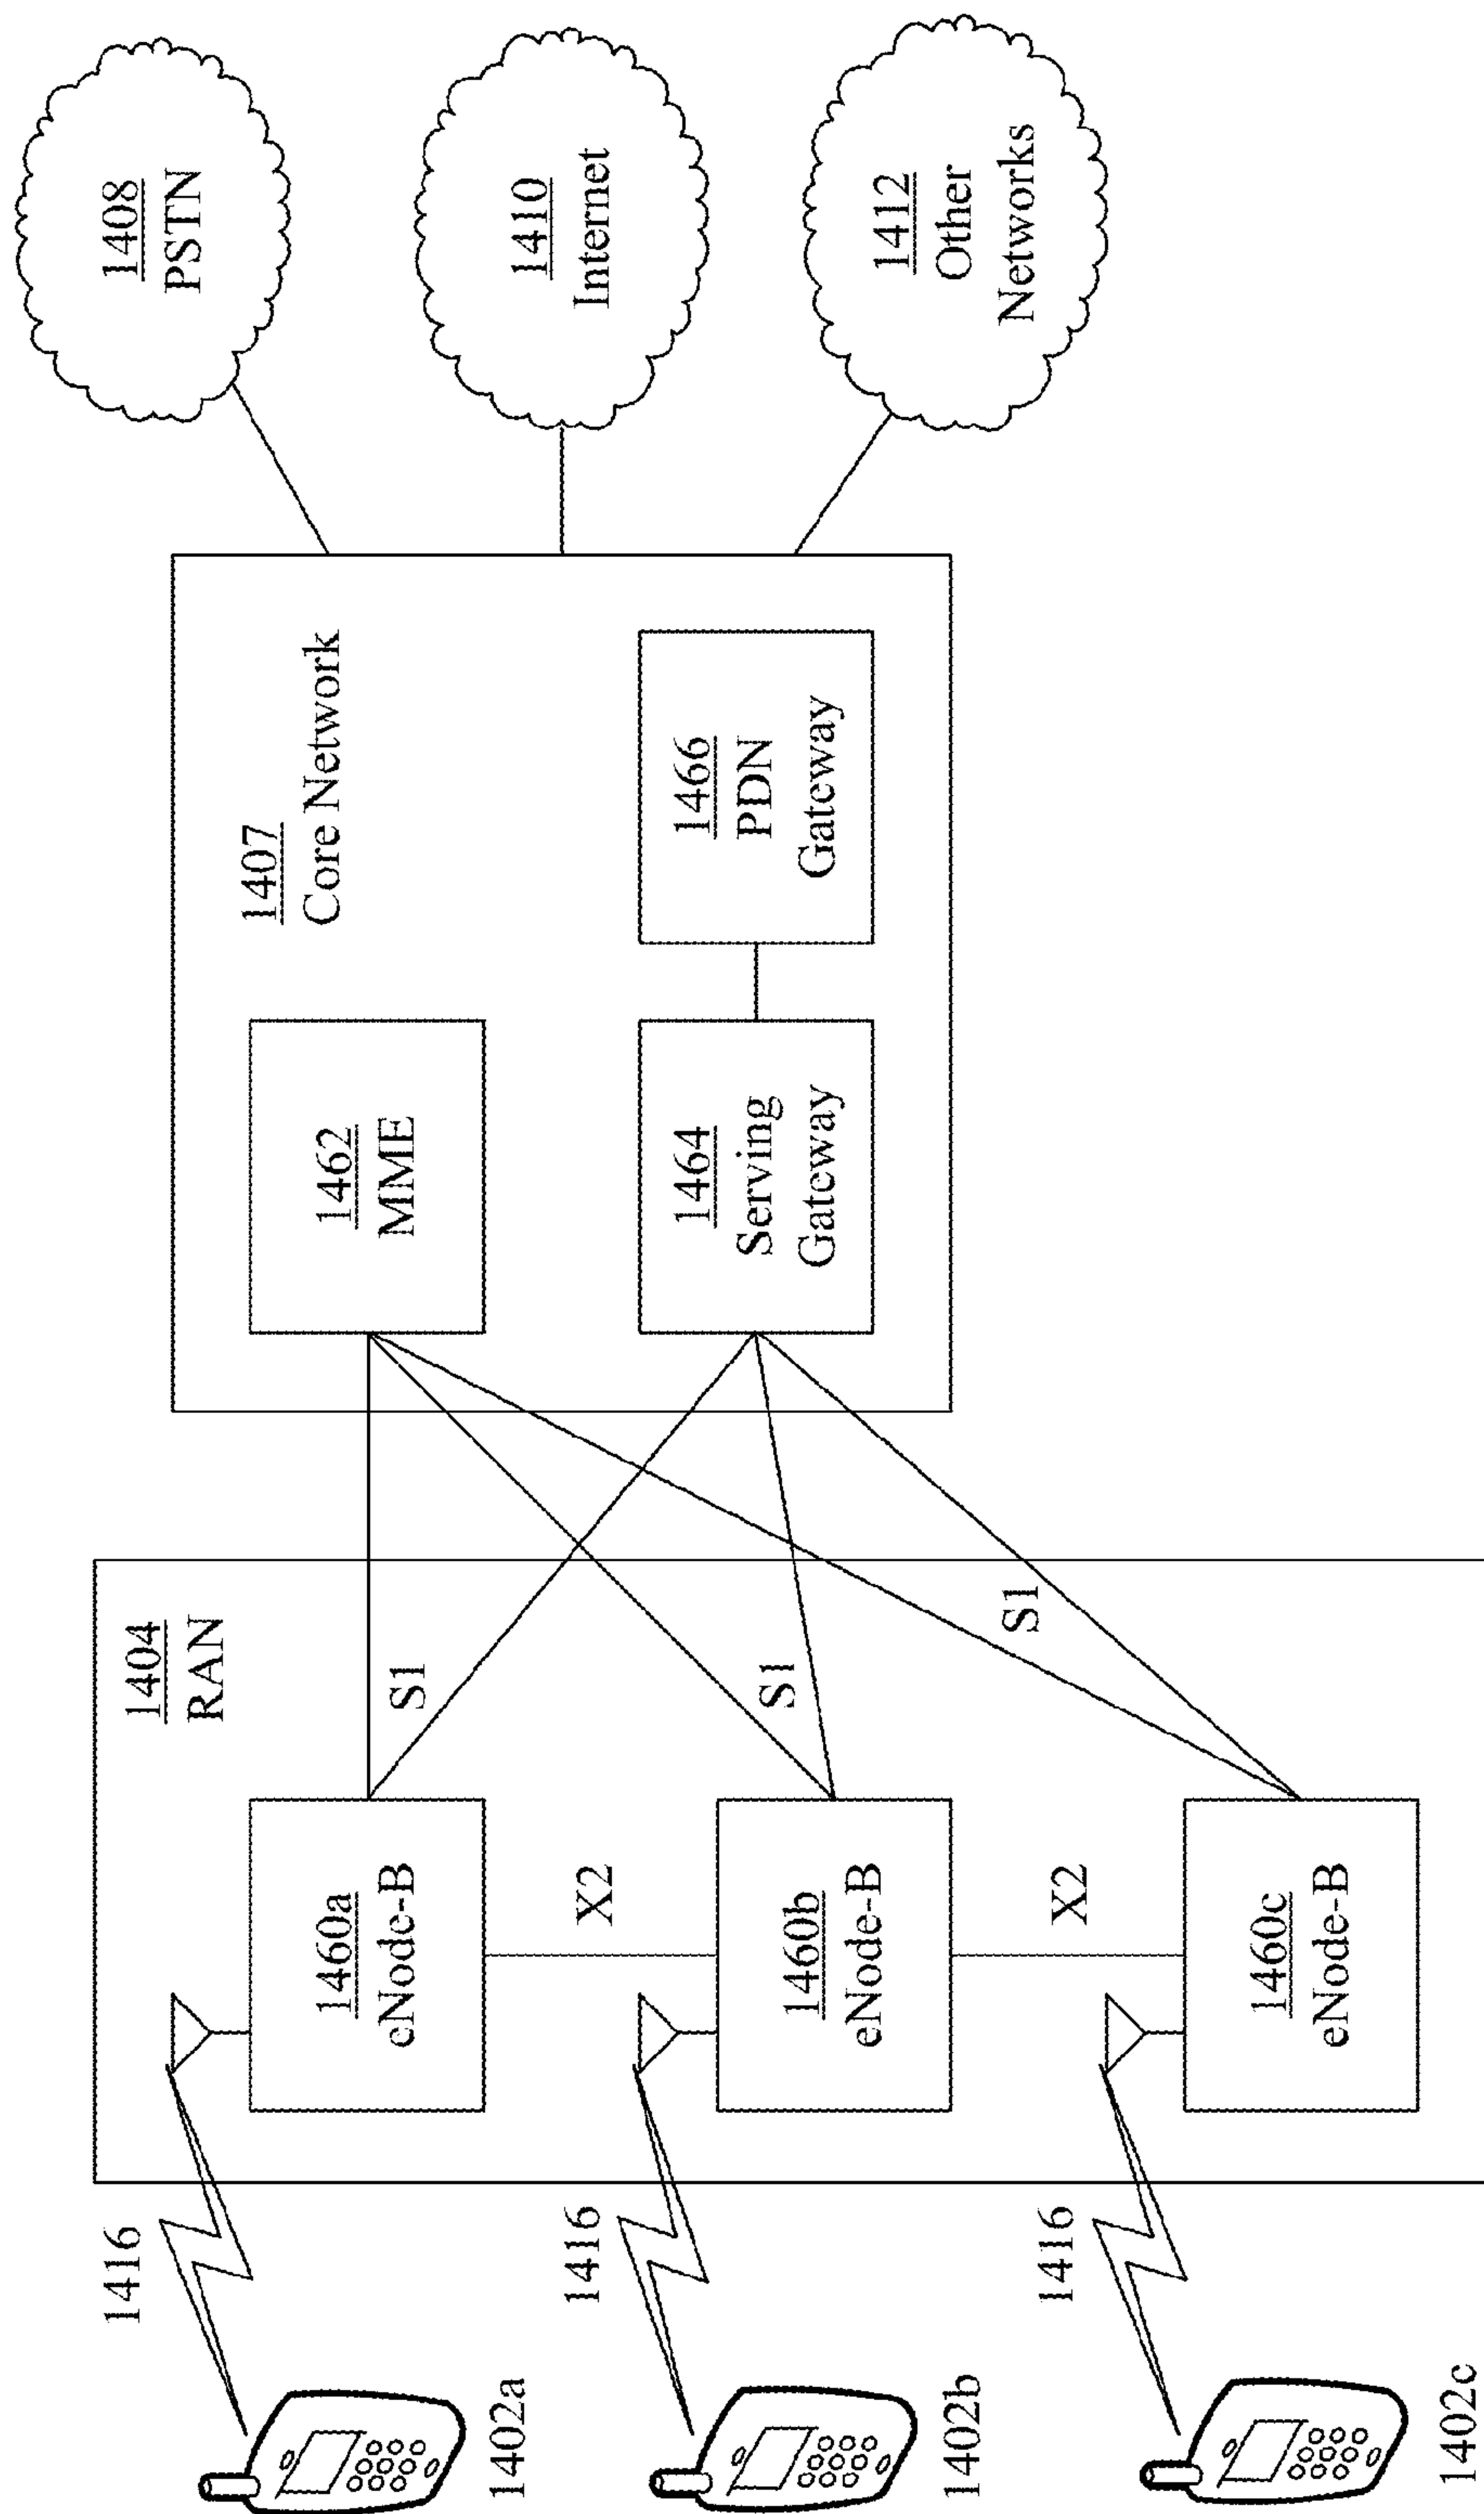 1402a
1416
1404
RAN
1460a
eNode-B
S1
X2
1402b
1416
1460b
eNode-B
S1
X2
1402c
1416
1460c
eNode-B
S1
1407
Core Network
1462
MME
1464
Serving
Gateway
1466
PDN
Gateway
1408
PSTN
1410
Internet
1412
Other
Networks